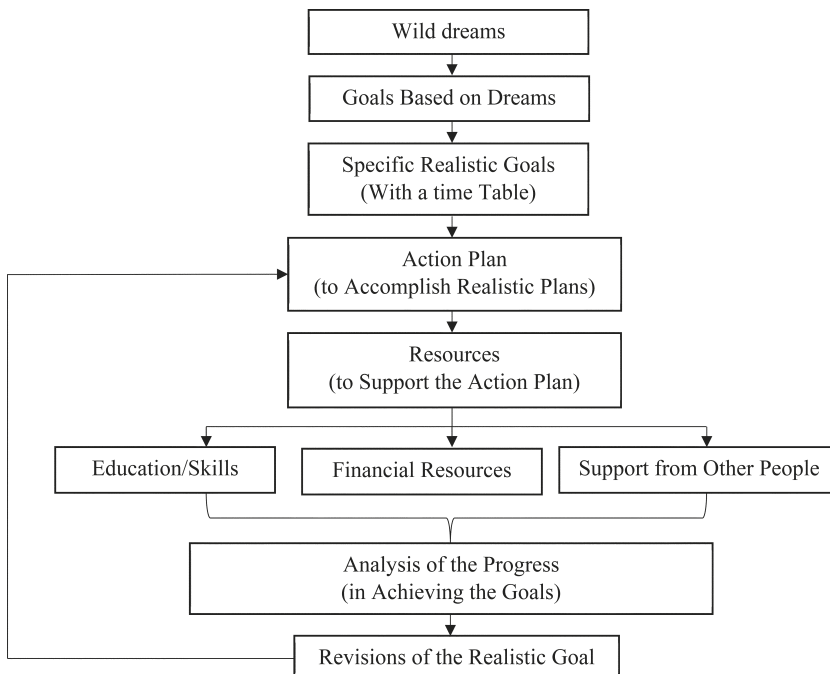 Wild dreams
Goals Based on Dreams
Specific Realistic Goals
(With a time Table)
Action Plan
(to Accomplish Realistic Plans)
Resources
(to Support the Action Plan)
Education/Skills
Financial Resources
Support from Other People
Analysis of the Progress
(in Achieving the Goals)
Revisions of the Realistic Goal